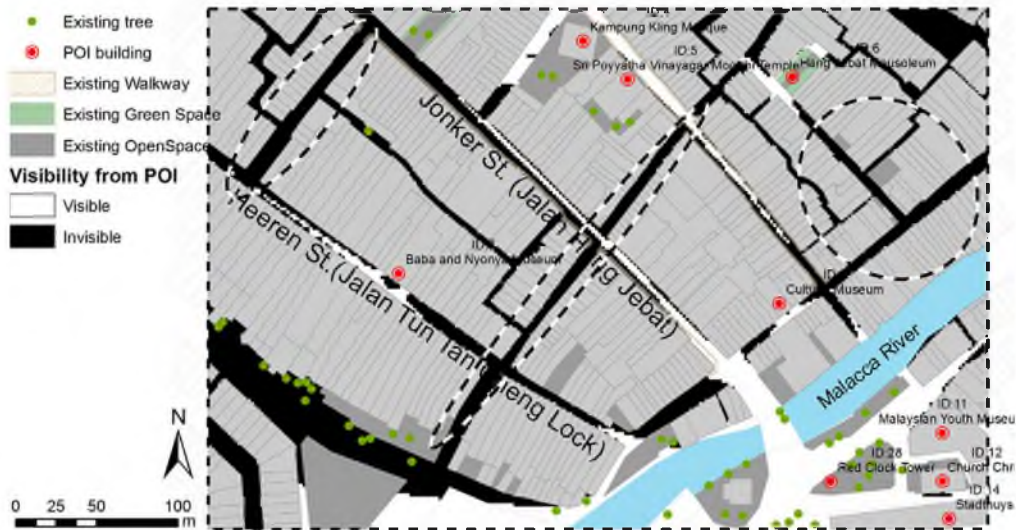 Existing tree
POI building
Existing Walkway
Existing Green Space
Existing OpenSpace
Visibility from POI
Visible
Invisible
N
0 25 50 100
m
Kampung Kling Mosque
ID:5
Sri Poyyatha Vinayagar Moorthi Temple
ID:6
Hang Jebat Mausoleum
Jonker St. (Jalan Hang Jebat)
Heeren St.(Jalan Tun Tan Cheng Lock)
Baba and Nyonya Museum
Museum
Malacca River
ID:11
Malaysian Youth Museu
ID:28
Red Clock Tower
ID:12
Church Chr
ID:14
Stadthuys